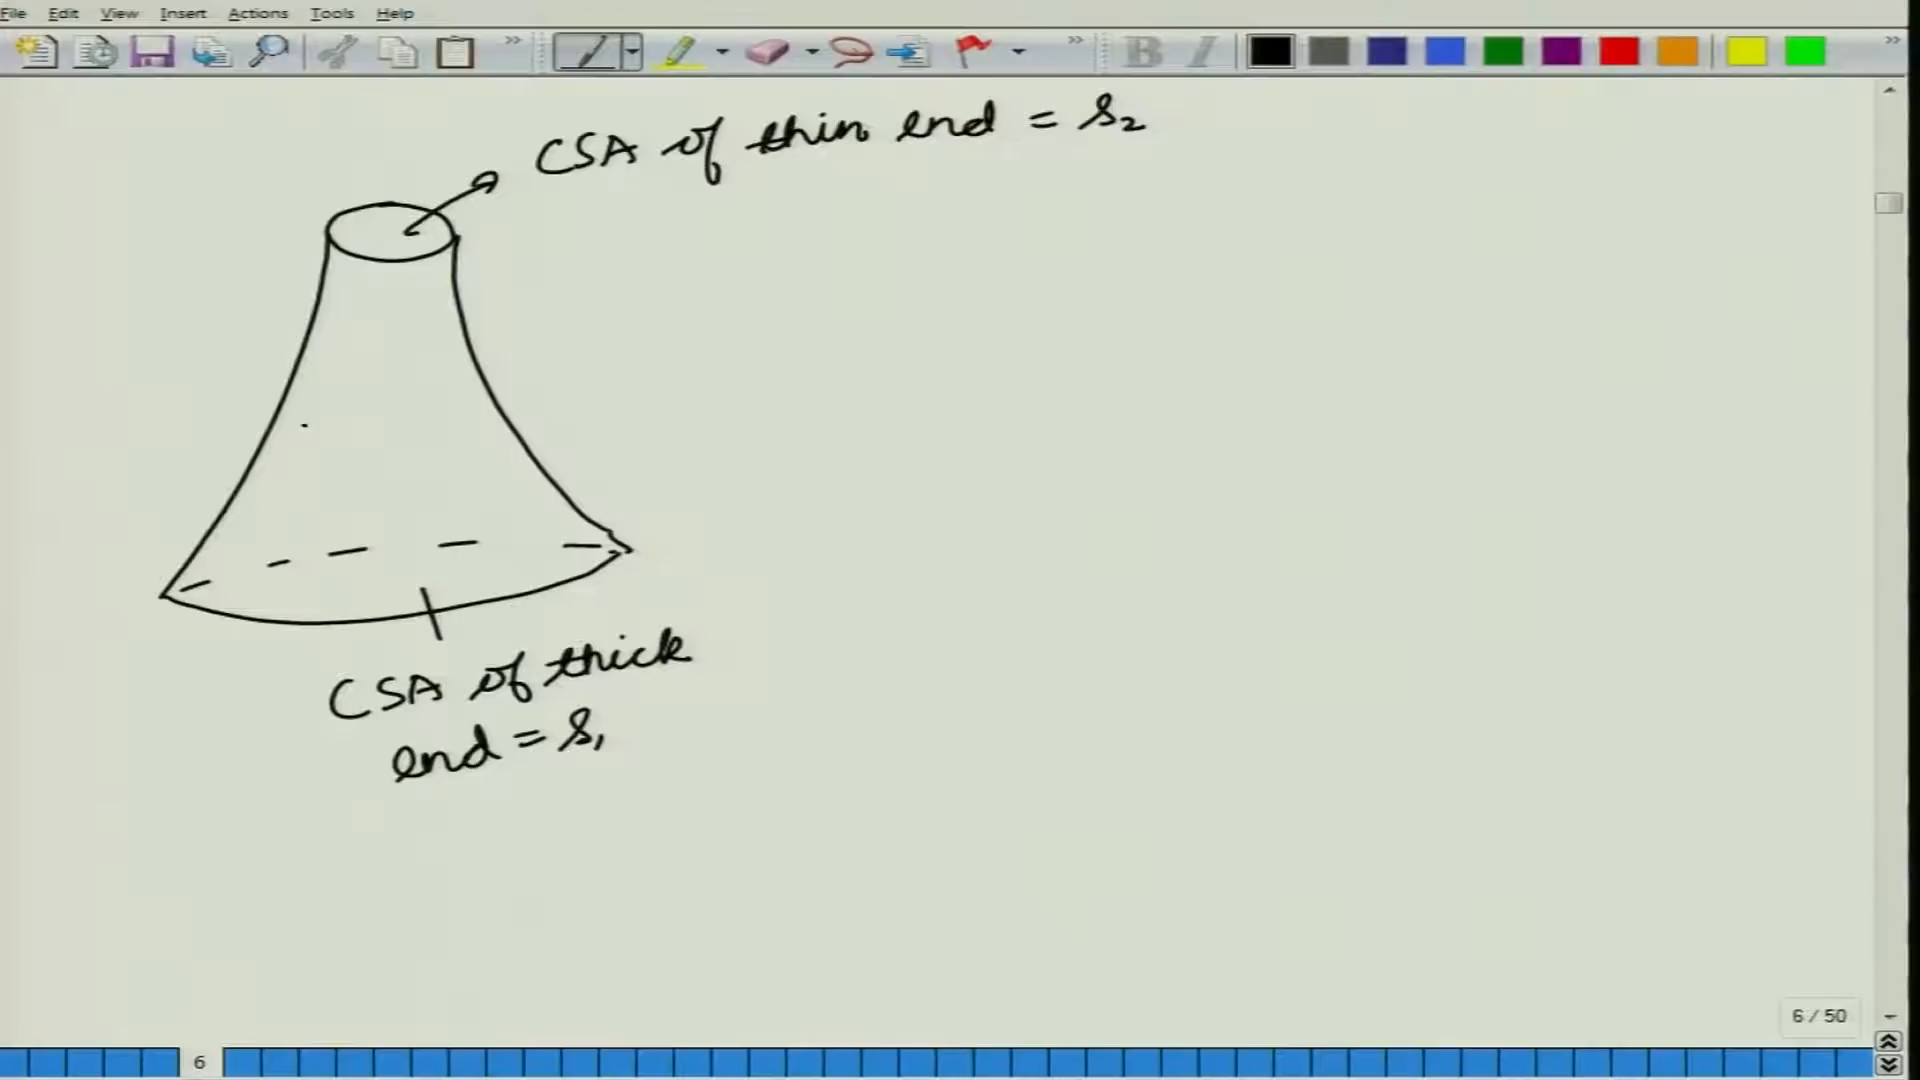 File Edit View Insert Actions Tools Help
B I
CSA of thin end = S₂
CSA of thick
end = S₁
6 / 50
6